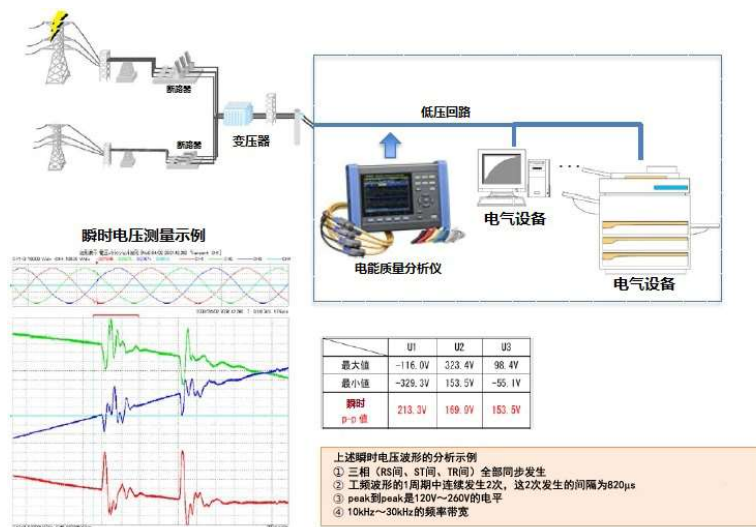 断路器
断路器
变压器
低压回路
电气设备
电能质量分析仪
电气设备
瞬时电压测量示例
U1 U2 U3
最大值 -116.0V 323.4V 98.4V
最小值 -329.3V 153.5V -55.1V
瞬时
p-p 值 213.3V 169.9V 153.5V
上述瞬时电压波形的分析示例
① 三相（RS间、ST间、TR间）全部同步发生
② 工频波形的1周期中连续发生2次，这2次发生的间隔为820μs
③ peak到peak是120V～260V的电平
④ 10kHz～30kHz的频率带宽